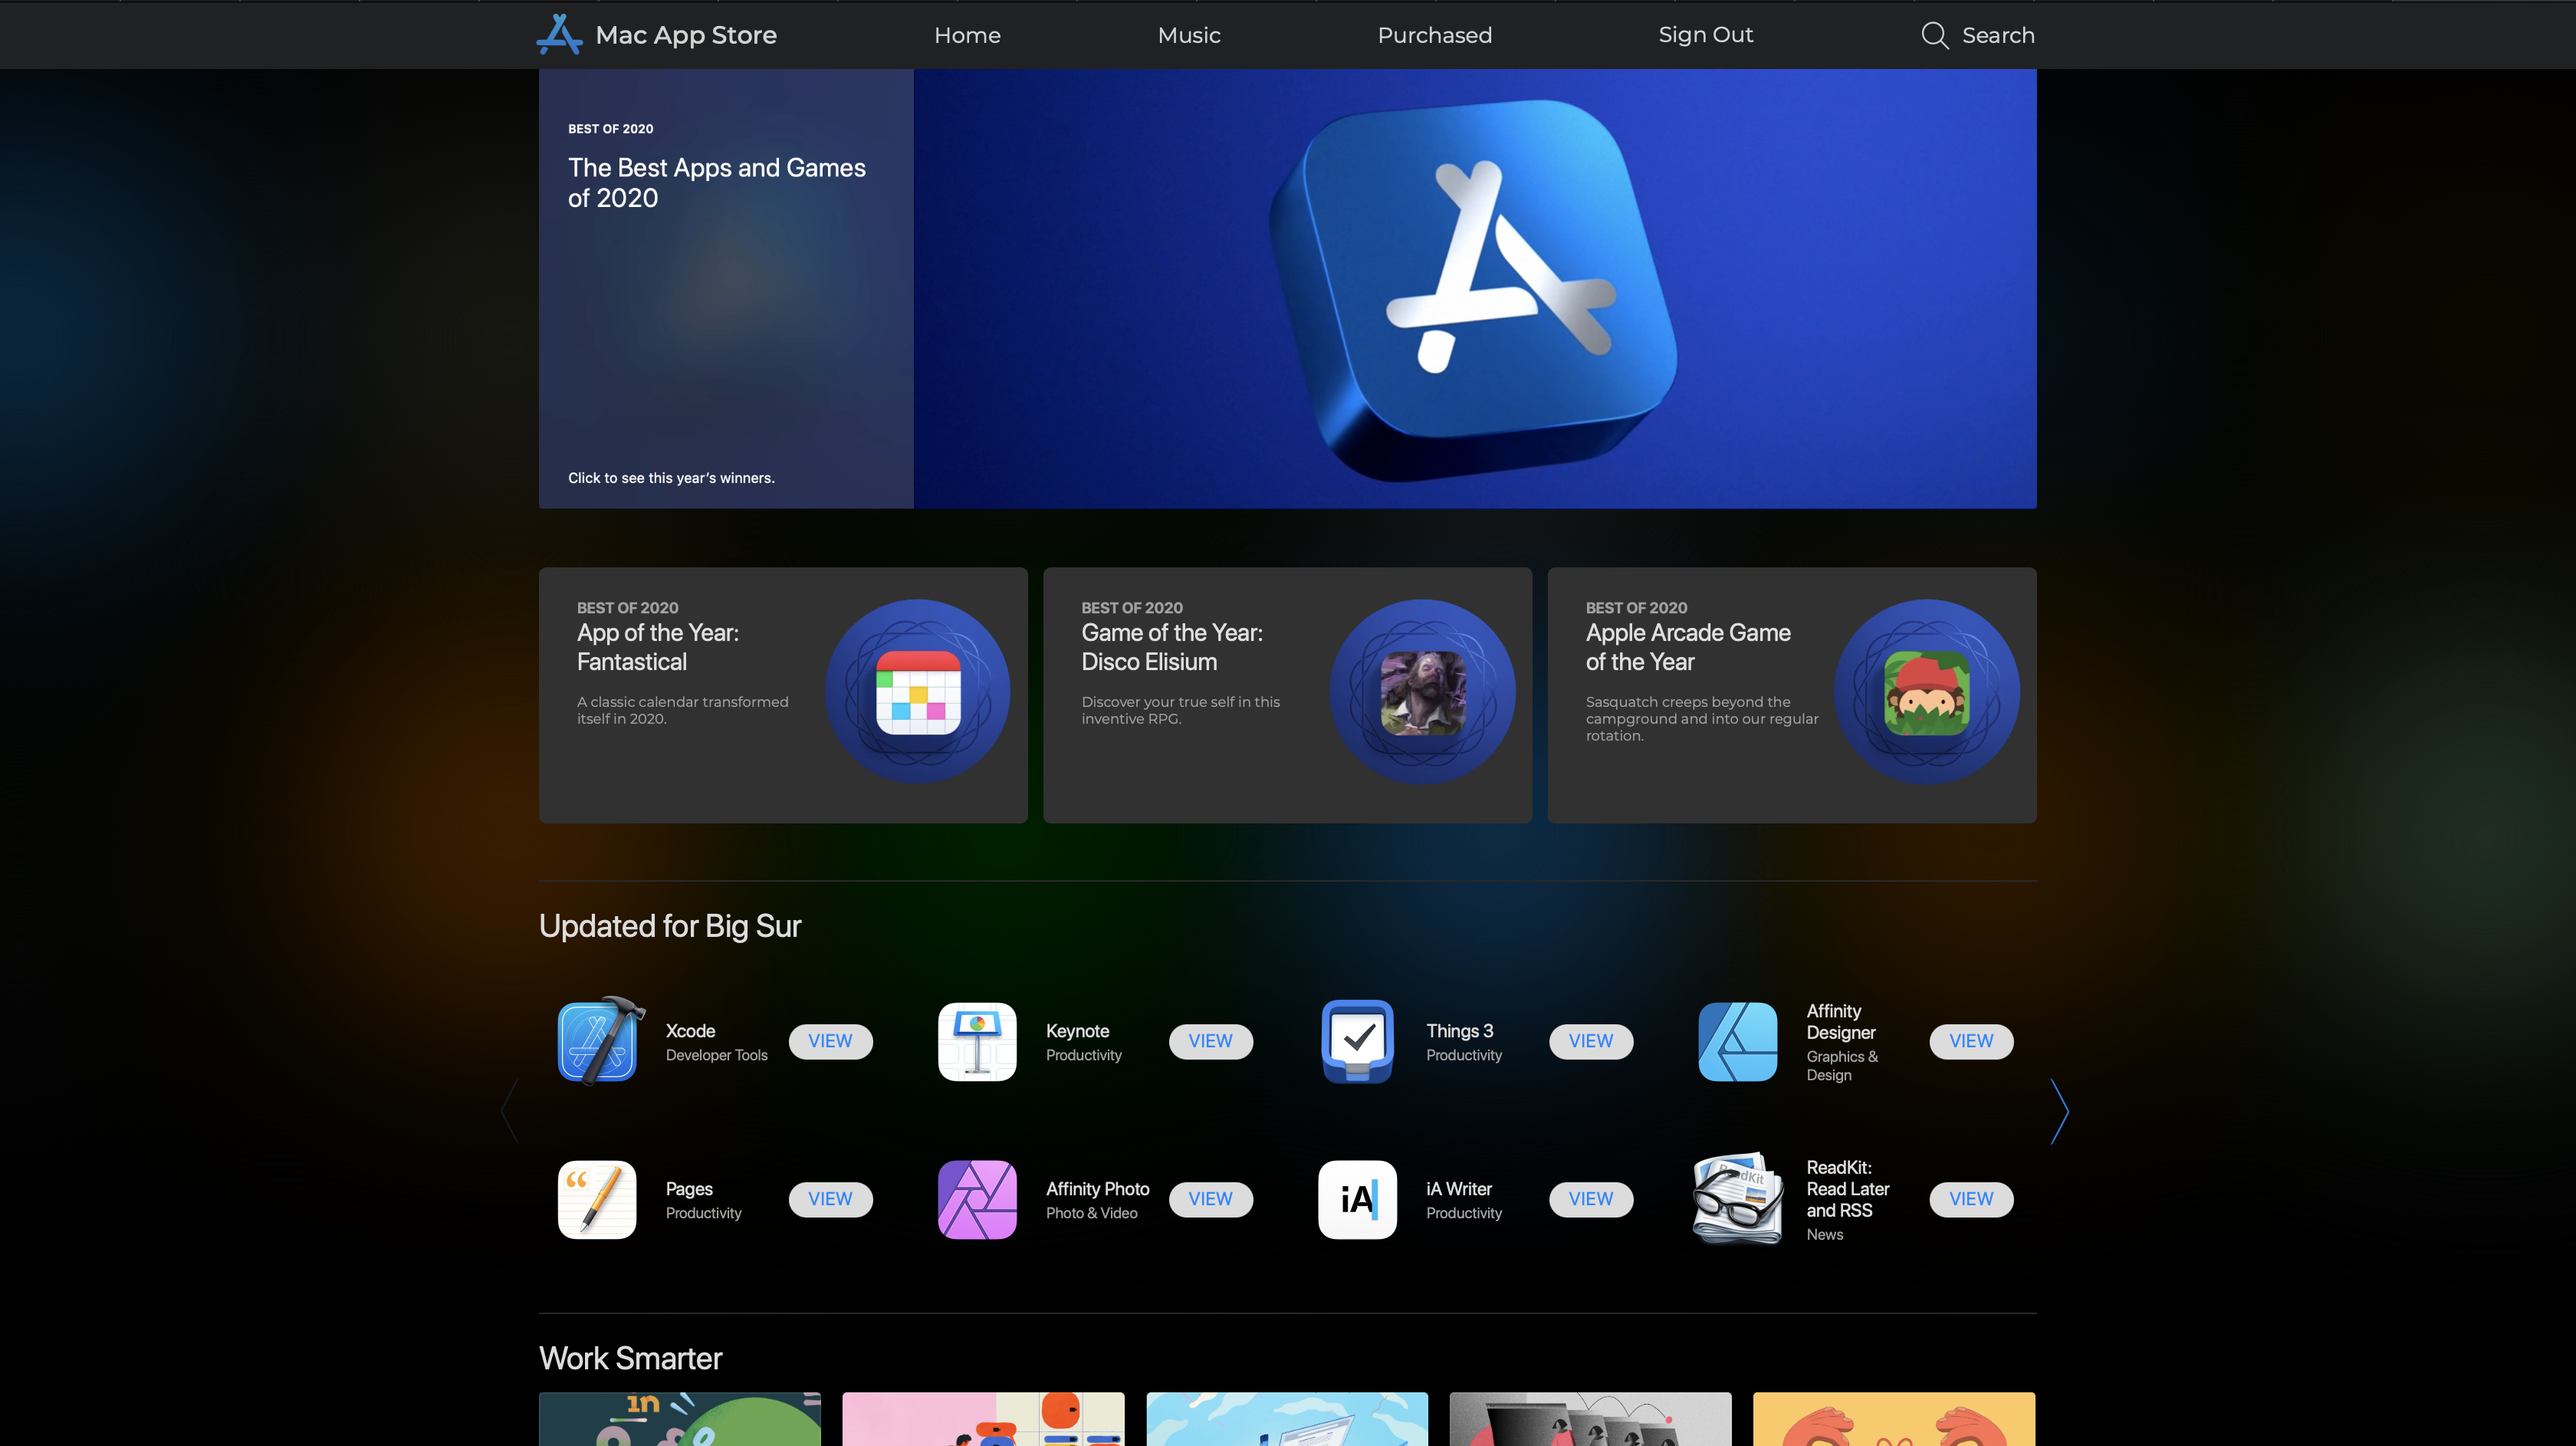 Mac App Store
Home
Music
Purchased
Sign Out
Search
BEST OF 2020
The Best Apps and Games
of 2020
Click to see this year's winners.
BEST OF 2020
App of the Year:
Fantastical
A classic calendar transformed
itself in 2020.
BEST OF 2020
Game of the Year:
Disco Elisium
Discover your true self in this
inventive RPG.
BEST OF 2020
Apple Arcade Game
of the Year
Sasquatch creeps beyond the
campground and into our regular
rotation.
Updated for Big Sur
Xcode
Developer Tools
VIEW
Keynote
Productivity
VIEW
Things 3
Productivity
VIEW
Affinity
Designer
Graphics &
Design
VIEW
Pages
Productivity
VIEW
Affinity Photo
Photo & Video
VIEW
iA
iA Writer
Productivity
VIEW
ReadKit
ReadKit:
Read Later
and RSS
News
VIEW
Work Smarter
in